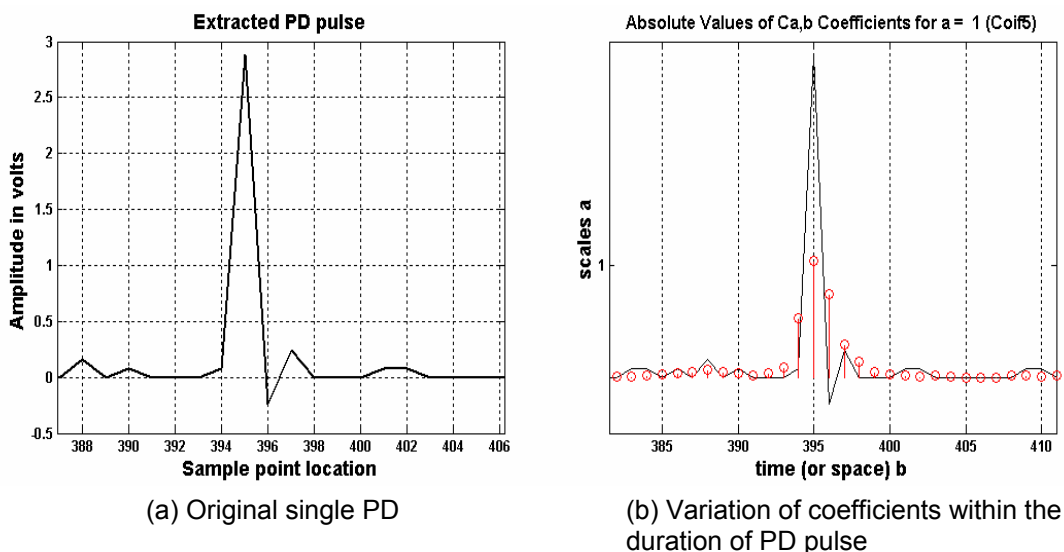 Extracted PD pulse
Amplitude in volts
3
2.5
2
1.5
1
0.5
0
-0.5
388 390 392 394 396 398 400 402 404 406
Sample point location
(a) Original single PD
Absolute Values of Ca,b Coefficients for a = 1 (Coif5)
scales a
1
385 390 395 400 405 410
time (or space) b
(b) Variation of coefficients within the
duration of PD pulse